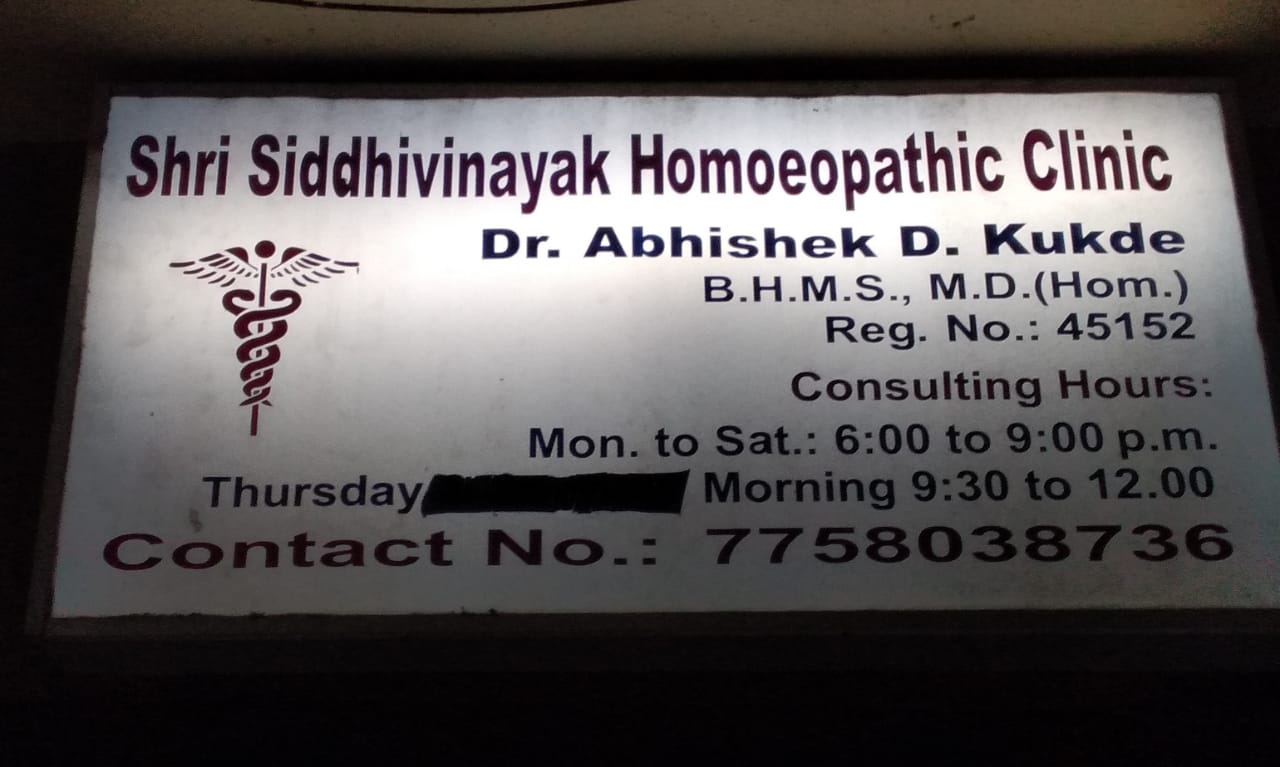 Shri Siddhivinayak Homoeopathic Clinic
Dr. Abhishek D. Kukde
B.H.M.S., M.D.(Hom.)
Reg. No.: 45152
Consulting Hours:
Mon. to Sat.: 6:00 to 9:00 p.m.
Thursday Morning 9:30 to 12.00
Contact No.: 7758038736